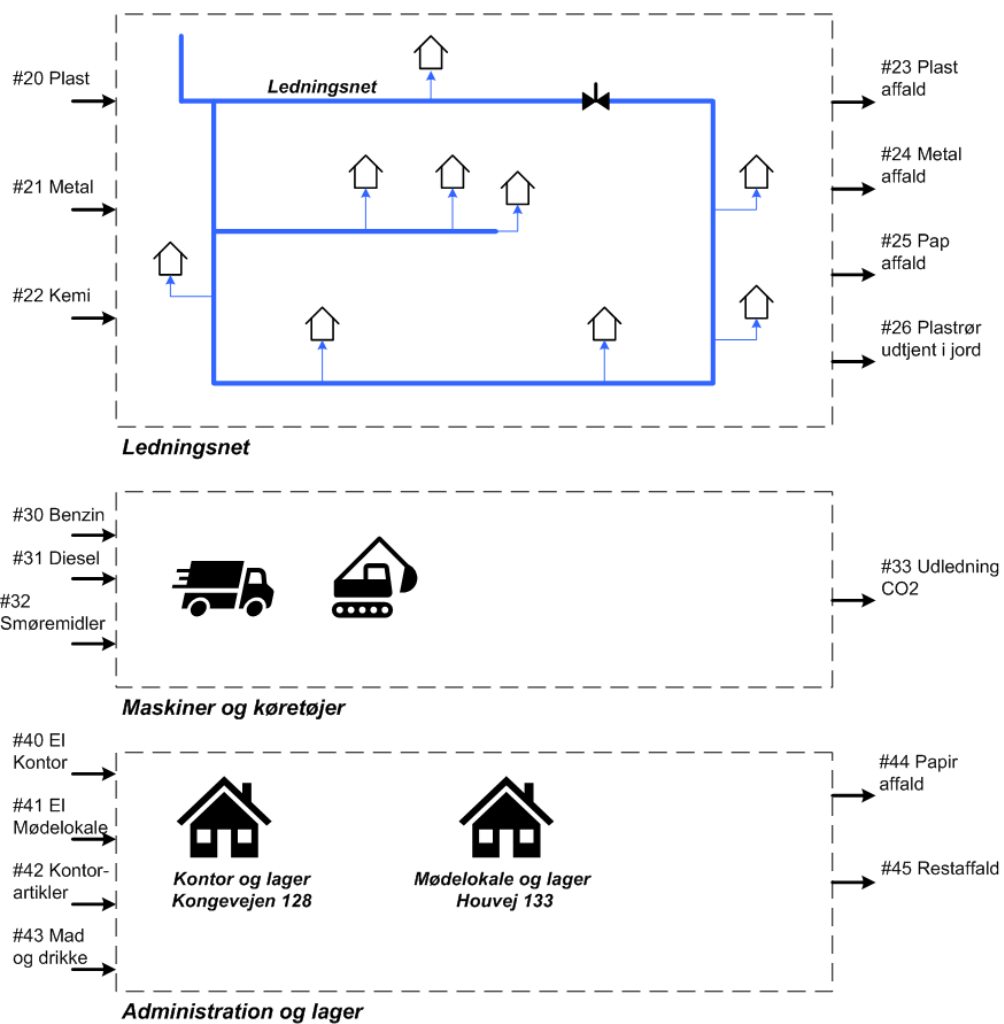 #20 Plast
#21 Metal
#22 Kemi
Ledningsnet
#23 Plast
affald
#24 Metal
affald
#25 Pap
affald
#26 Plastrør
udtjent i jord
Ledningsnet
#30 Benzin
#31 Diesel
#32
Smøremidler
#33 Udledning
CO2
Maskiner og køretøjer
#40 El
Kontor
#41 El
Mødelokale
#42 Kontor-
artikler
#43 Mad
og drikke
Kontor og lager
Kongevejen 128
Mødelokale og lager
Houvej 133
#44 Papir
affald
#45 Restaffald
Administration og lager